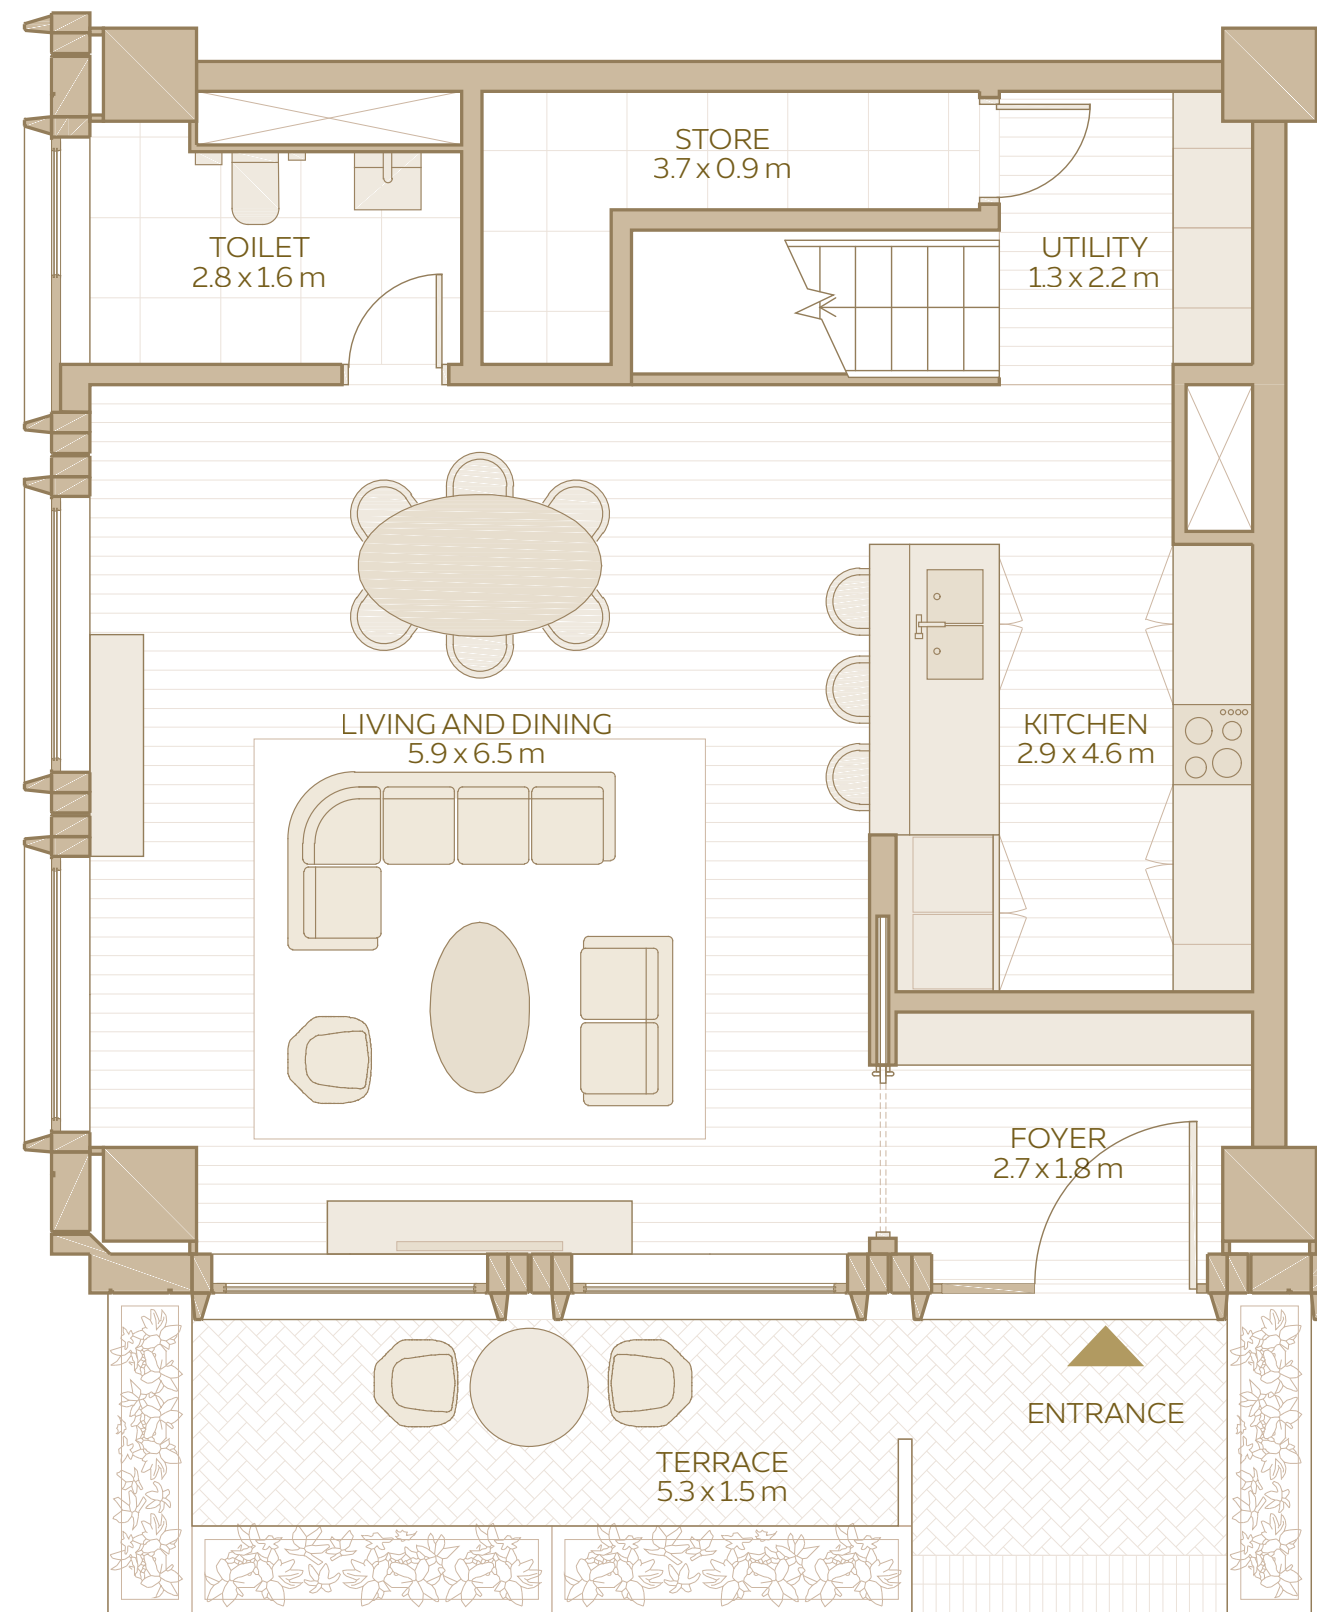 STORE
3.7 x 0.9 m
TOILET
2.8 x 1.6 m
UTILITY
1.3 x 2.2 m
LIVING AND DINING
5.9 x 6.5 m
KITCHEN
2.9 x 4.6 m
FOYER
2.7 x 1.8 m
ENTRANCE
TERRACE
5.3 x 1.5 m